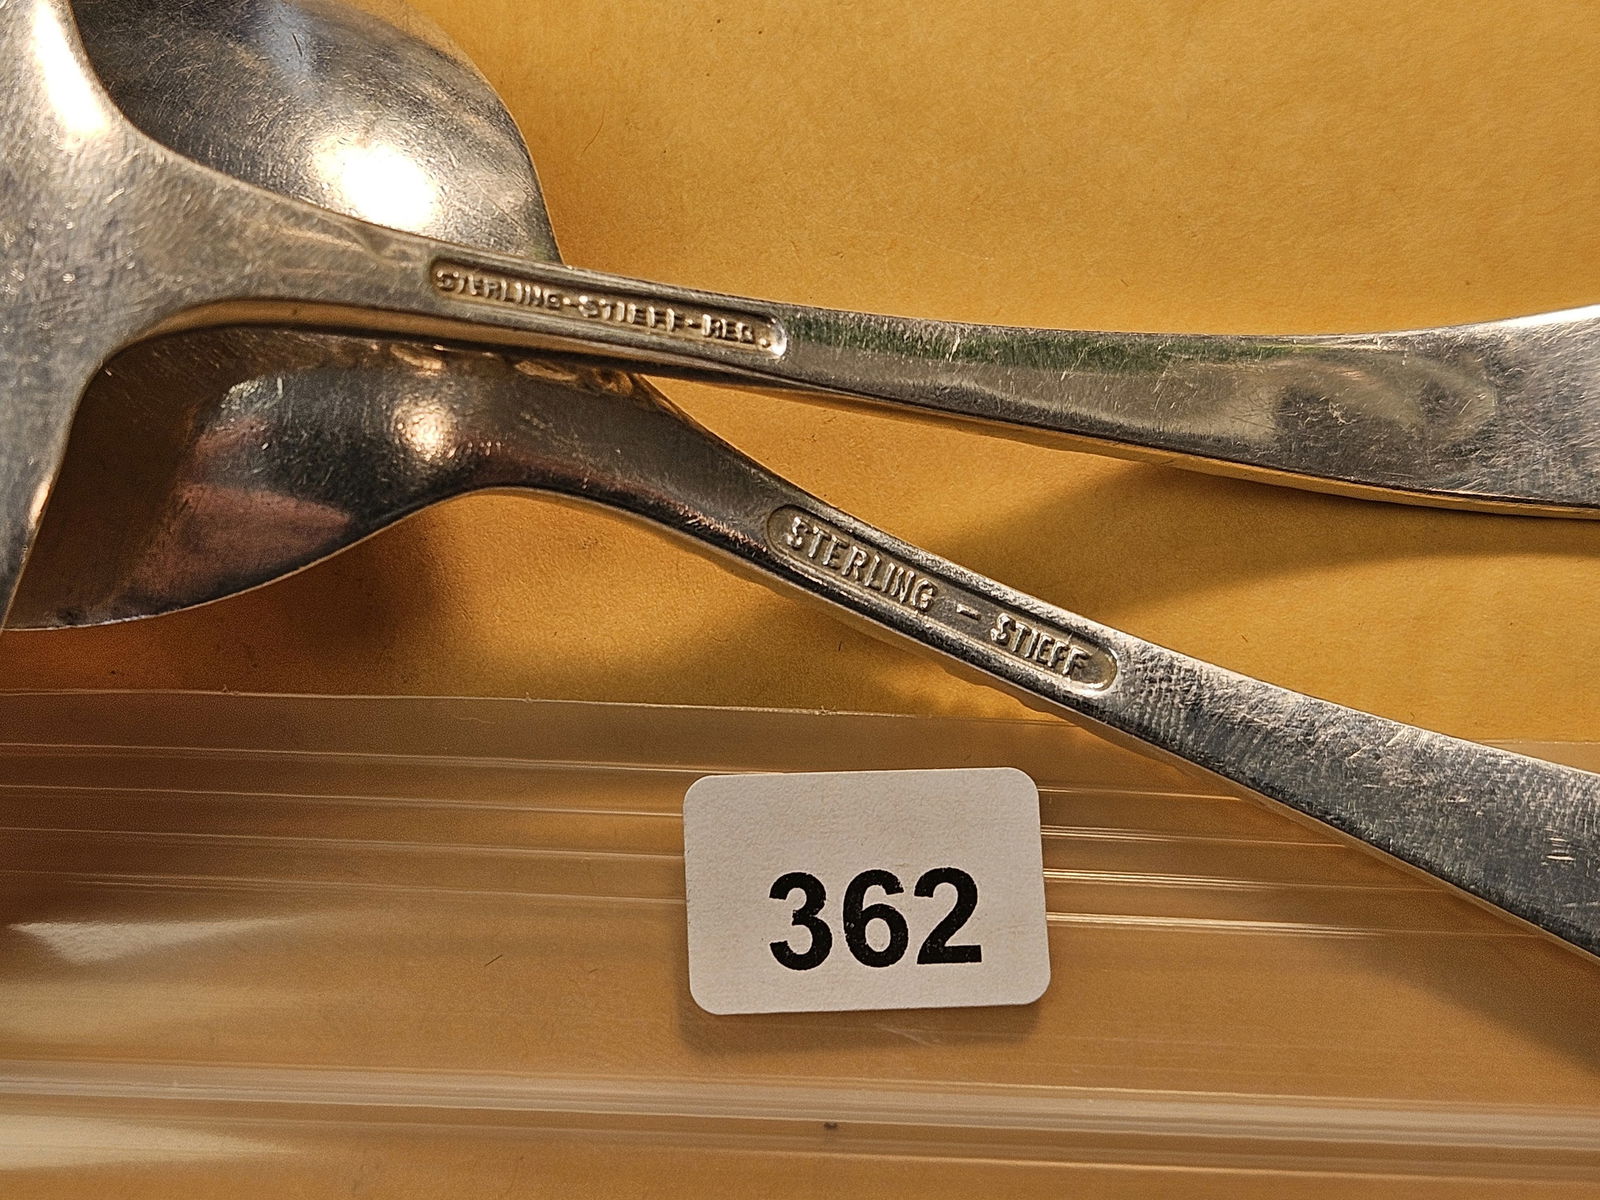 STERLING-STIEFF-REG.
STERLING - STIEFF
362